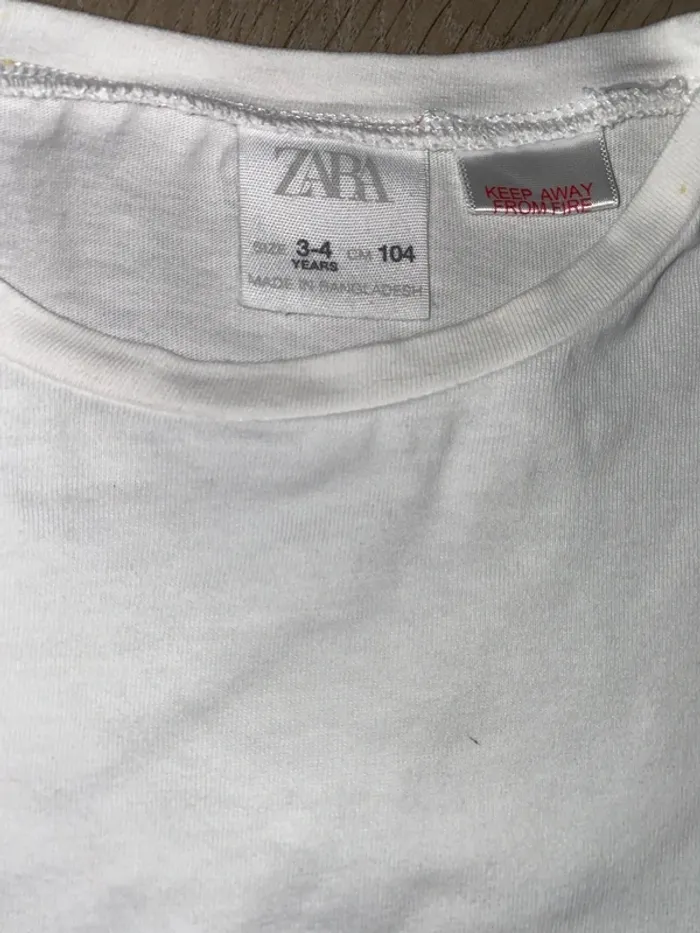 ZARA
SIZE 3-4 CM 104
YEARS
MADE IN BANGLADESH
KEEP AWAY
FROM FIRE